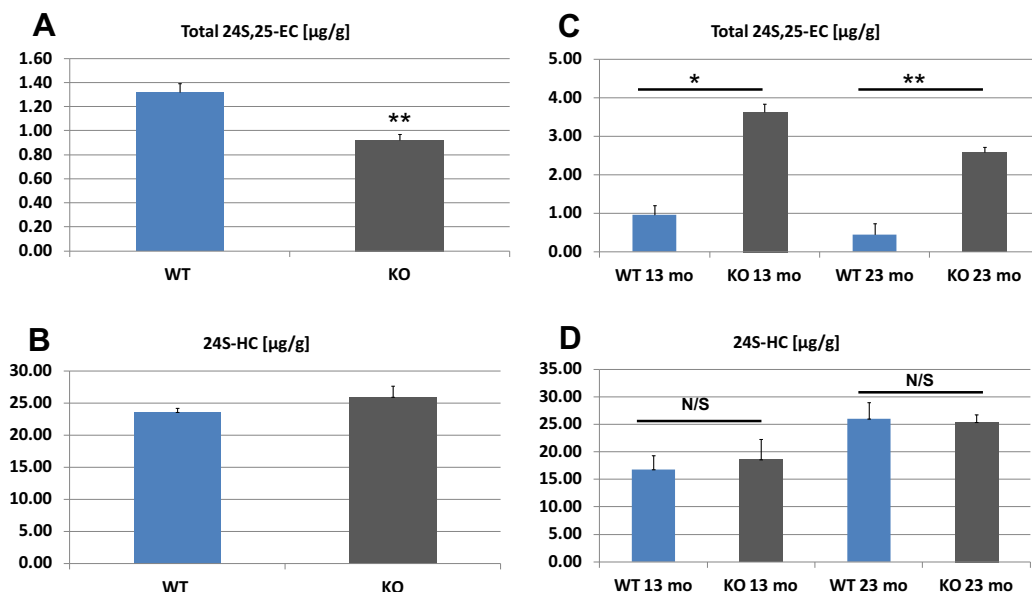 A
Total 24S,25-EC [µg/g]
1.60
1.40
1.20
1.00
0.80
0.60
0.40
0.20
0.00
**
WT
KO
C
Total 24S,25-EC [µg/g]
5.00
4.00
3.00
2.00
1.00
0.00
*
**
WT 13 mo
KO 13 mo
WT 23 mo
KO 23 mo
B
24S-HC [µg/g]
30.00
25.00
20.00
15.00
10.00
5.00
0.00
WT
KO
D
24S-HC [µg/g]
35.00
30.00
25.00
20.00
15.00
10.00
5.00
0.00
N/S
N/S
WT 13 mo
KO 13 mo
WT 23 mo
KO 23 mo